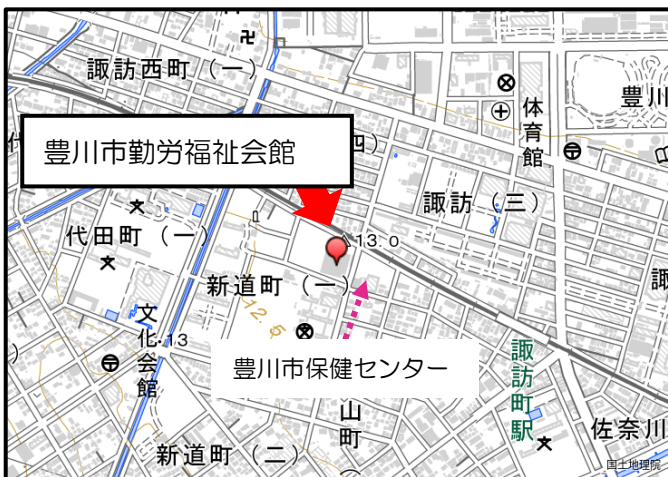 諏訪西町（一）
豊川
体育館
豊川市勤労福祉会館
四）
諏訪（三）
代田町（一）
13.0
諏
新道町（一）
12.5
文化会館
13
豊川市保健センター
諏訪町駅
山町
佐奈川
新道町（二）
国土地理院